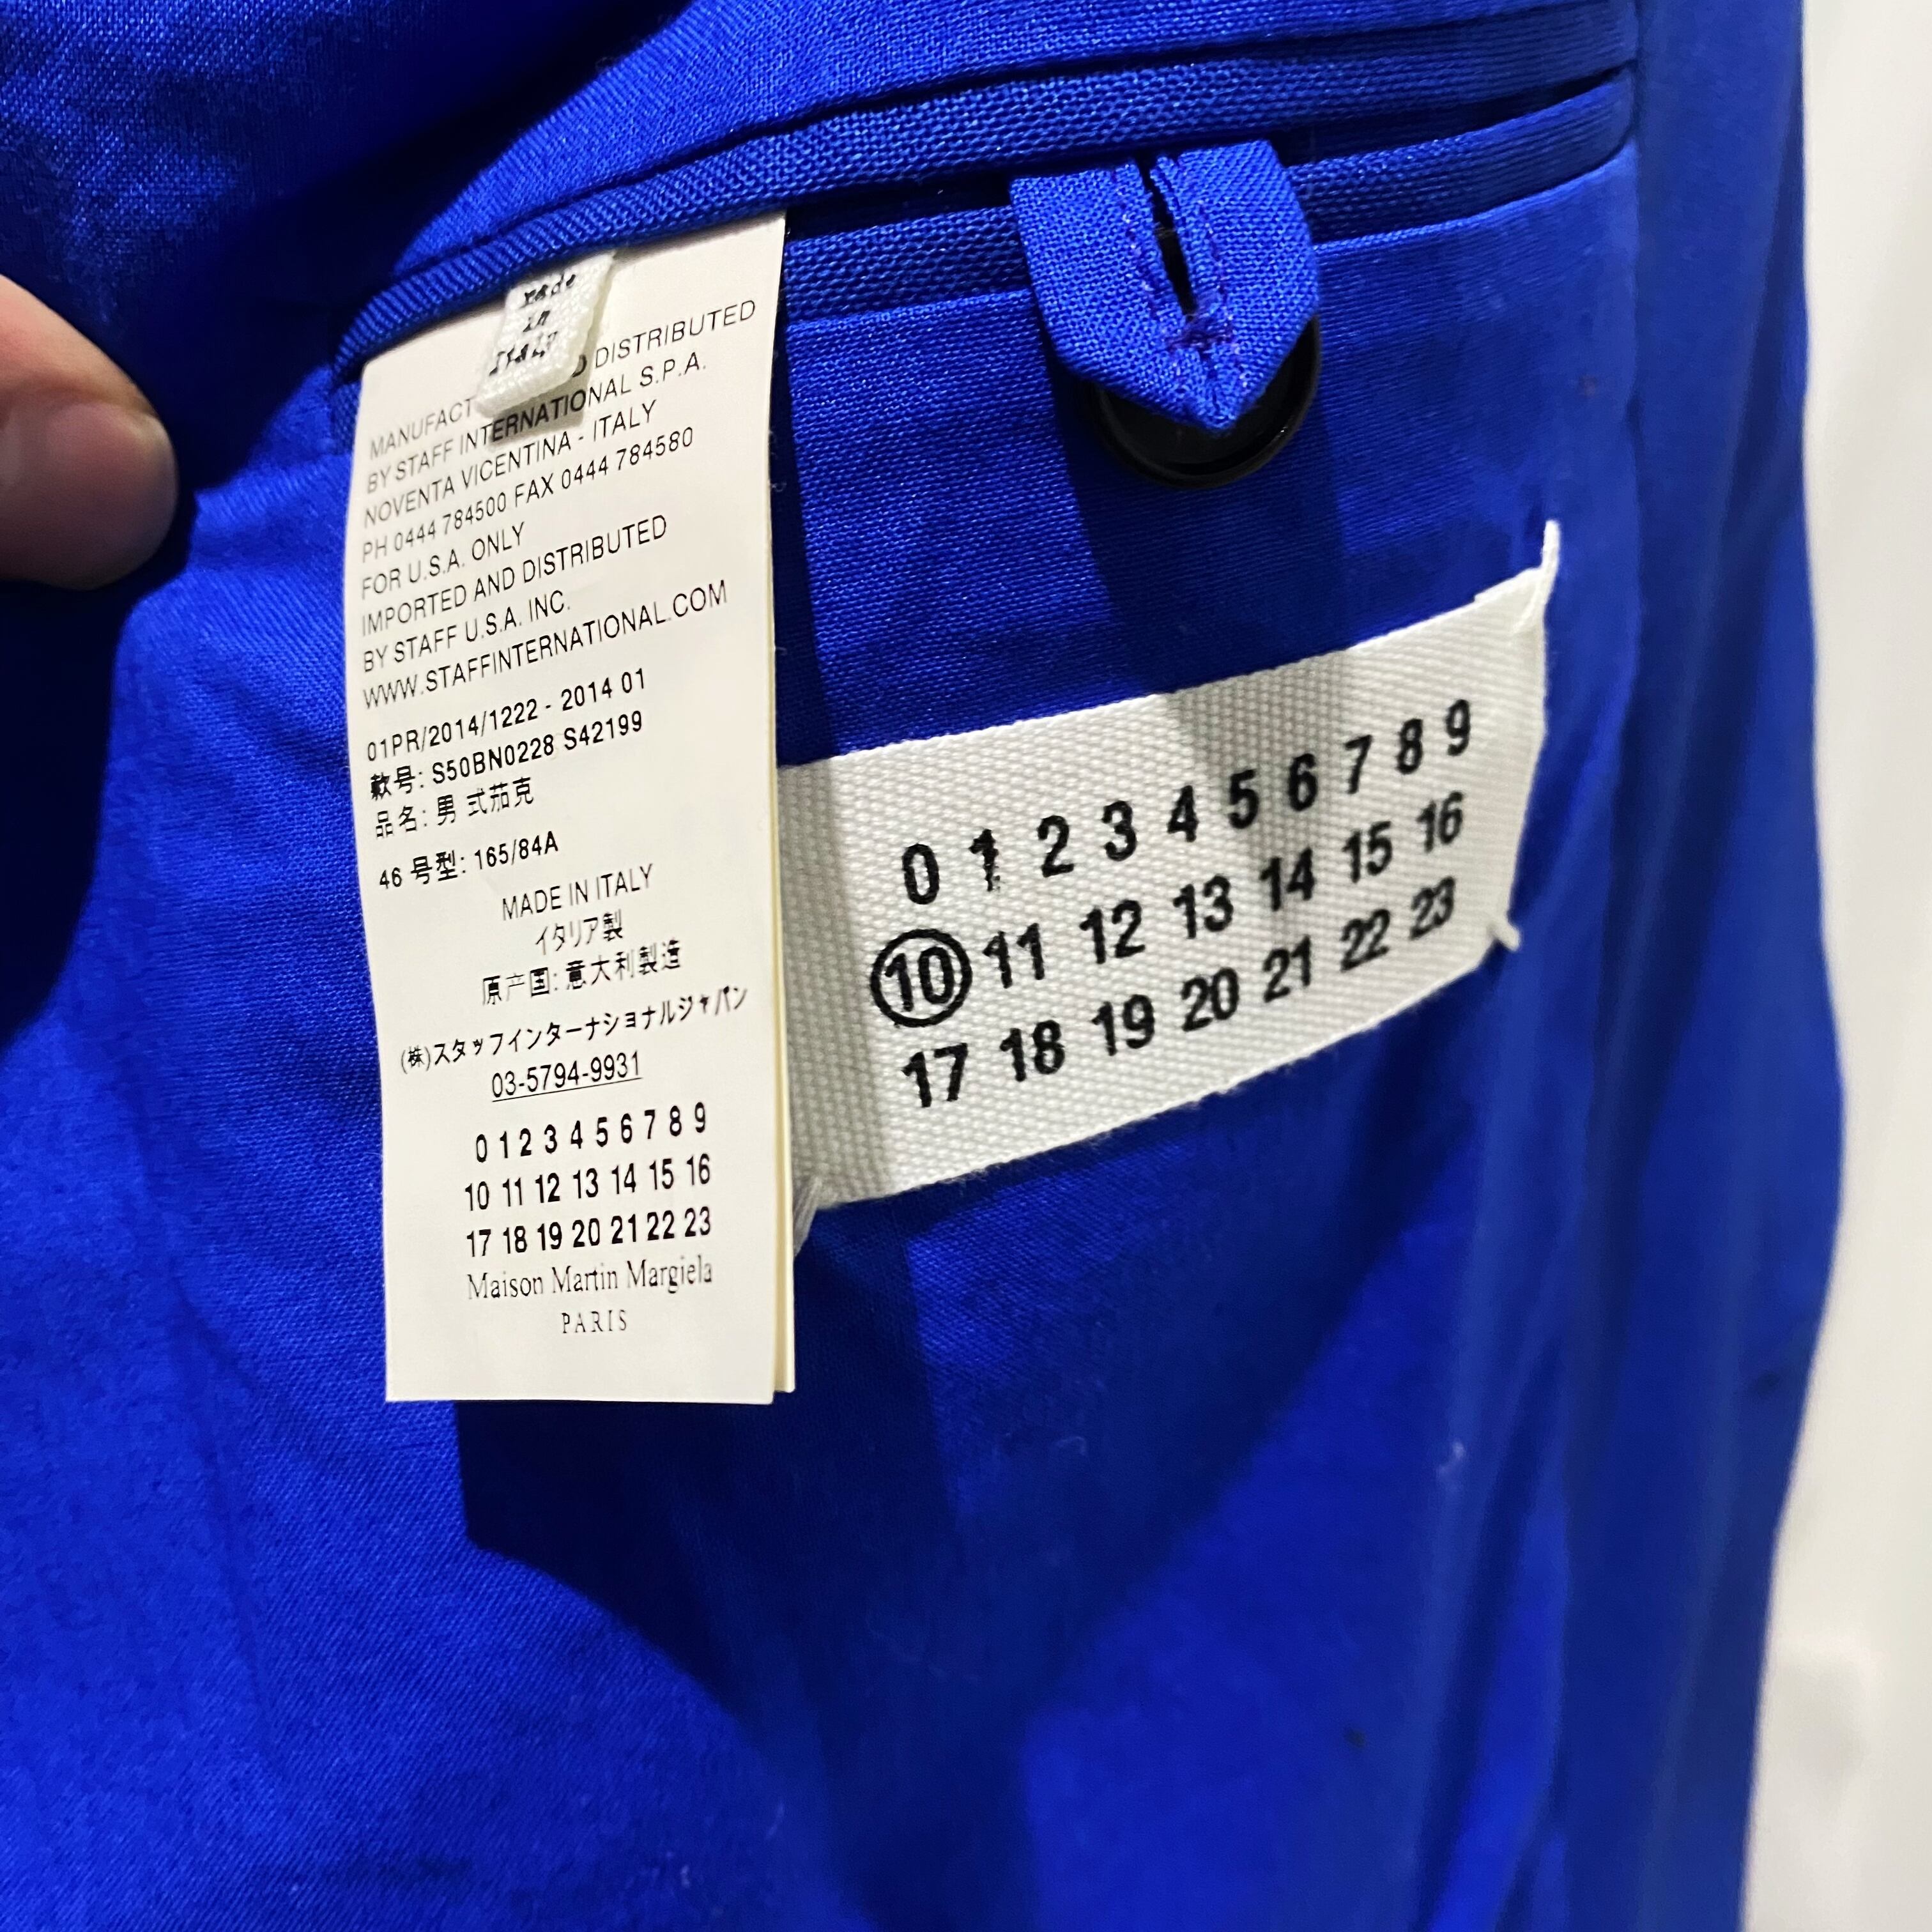 made
in
Italy
MANUFACT D DISTRIBUTED
BY STAFF INTERNATIONAL S.P.A.
NOVENTA VICENTINA - ITALY
PH 0444 784500 FAX 0444 784580
FOR U.S.A. ONLY
IMPORTED AND DISTRIBUTED
BY STAFF U.S.A. INC.
WWW.STAFFINTERNATIONAL.COM
01PR/2014/1222 - 2014 01
款号: S50BN0228 S42199
品名: 男 式茄克
46 号型: 165/84A
MADE IN ITALY
イタリア製
原产国: 意大利製造
(株)スタッフインターナショナルジャパン
03-5794-9931
0 1 2 3 4 5 6 7 8 9
10 11 12 13 14 15 16
17 18 19 20 21 22 23
Maison Martin Margiela
PARIS
0 1 2 3 4 5 6 7 8 9
10 11 12 13 14 15 16
17 18 19 20 21 22 23